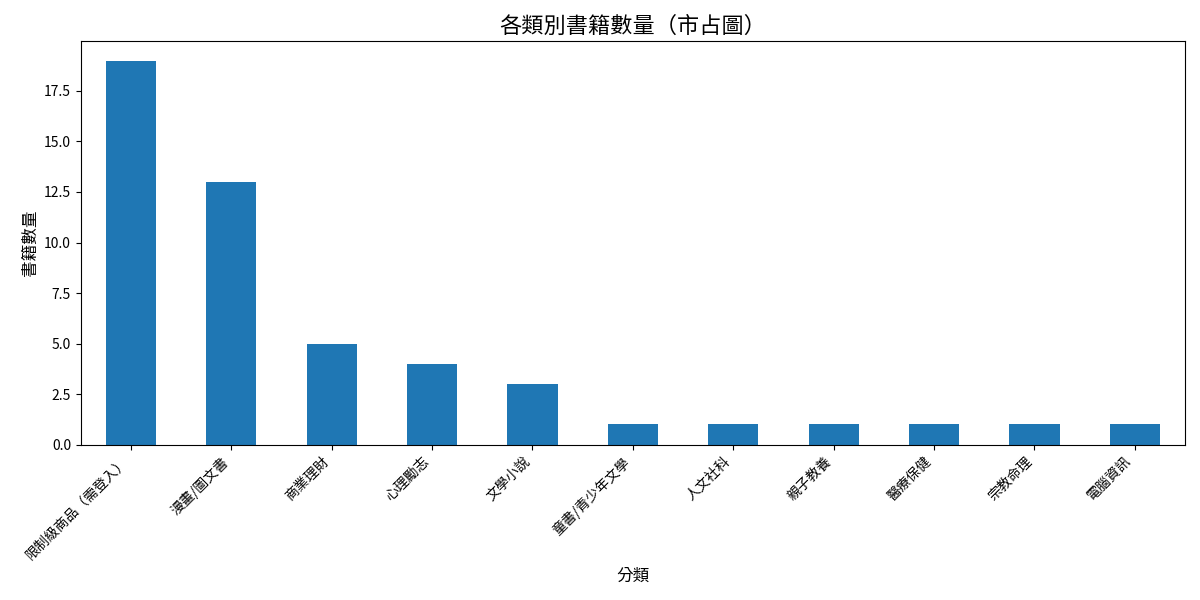 各類別書籍數量（市占圖）
書籍數量
17.5
15.0
12.5
10.0
7.5
5.0
2.5
0.0
限制級商品（需登入）
漫畫/圖文書
商業理財
心理勵志
文學小說
童書/青少年文學
人文社科
親子教養
醫療保健
宗教命理
電腦資訊
分類